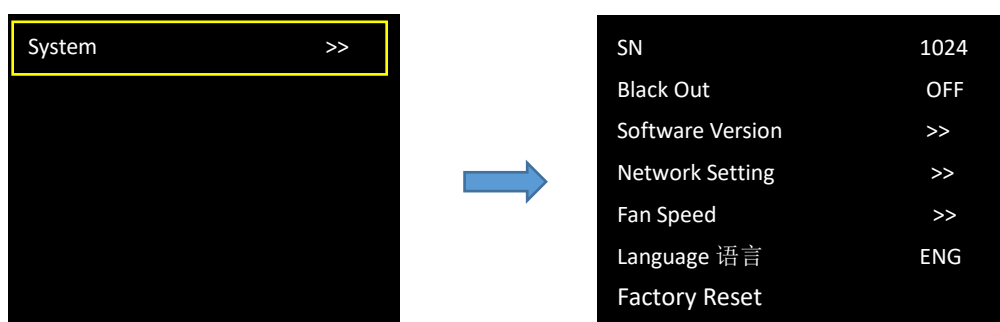 System >>
SN 1024
Black Out OFF
Software Version >>
Network Setting >>
Fan Speed >>
Language 语言 ENG
Factory Reset